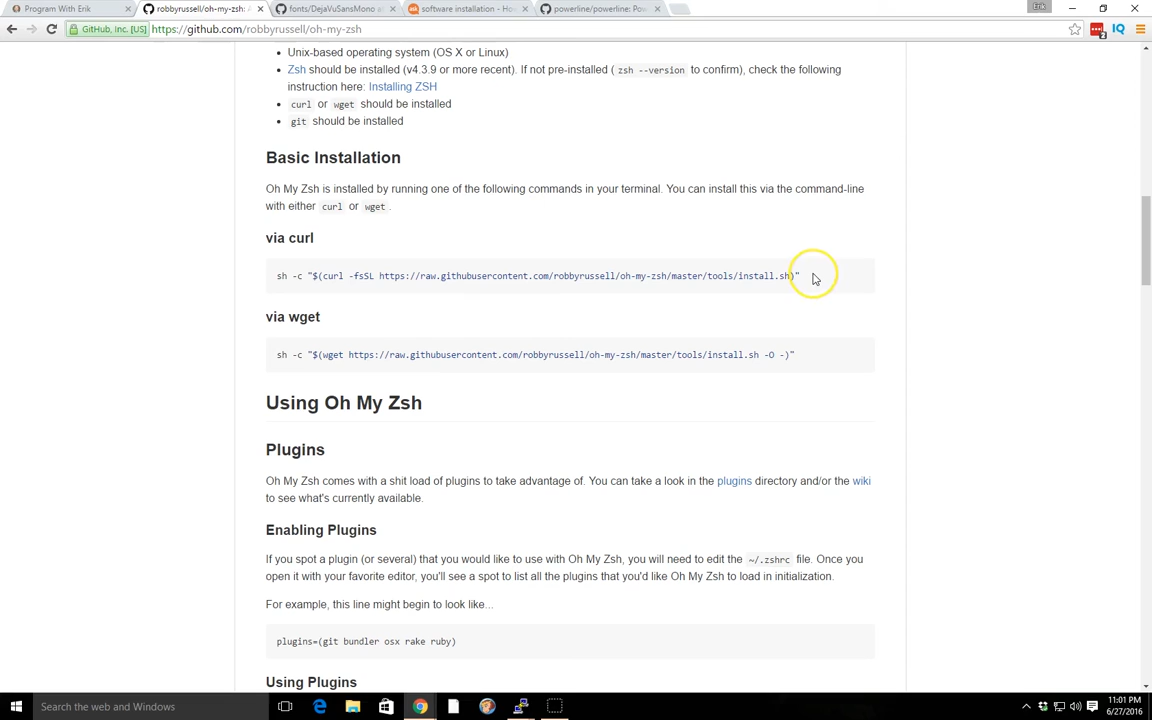 Program With Erik
robbyrussell/oh-my-zsh: A
fonts/DejaVuSansMono at
software installation - Ho
powerline/powerline: Pow
Erik
GitHub, Inc. [US]
https://github.com/robbyrussell/oh-my-zsh
2
IQ
Unix-based operating system (OS X or Linux)
Zsh should be installed (v4.3.9 or more recent). If not pre-installed ( zsh --version to confirm), check the following
instruction here: Installing ZSH
curl or wget should be installed
git should be installed
Basic Installation
Oh My Zsh is installed by running one of the following commands in your terminal. You can install this via the command-line
with either curl or wget .
via curl
sh -c "$(curl -fsSL https://raw.githubusercontent.com/robbyrussell/oh-my-zsh/master/tools/install.sh)"
via wget
sh -c "$(wget https://raw.githubusercontent.com/robbyrussell/oh-my-zsh/master/tools/install.sh -O -)"
Using Oh My Zsh
Plugins
Oh My Zsh comes with a shit load of plugins to take advantage of. You can take a look in the plugins directory and/or the wiki
to see what's currently available.
Enabling Plugins
If you spot a plugin (or several) that you would like to use with Oh My Zsh, you will need to edit the ~/.zshrc file. Once you
open it with your favorite editor, you'll see a spot to list all the plugins that you'd like Oh My Zsh to load in initialization.
For example, this line might begin to look like...
plugins=(git bundler osx rake ruby)
Using Plugins
Search the web and Windows
11:01 PM
6/27/2016